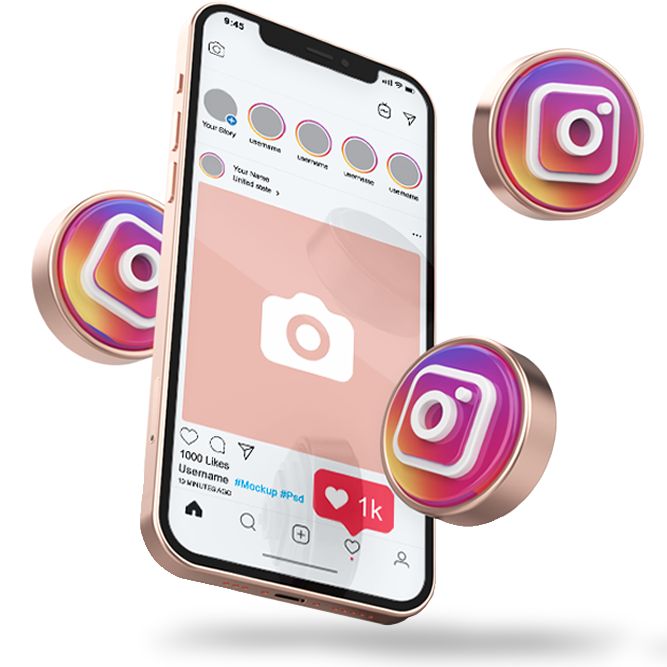 9:45
Your Story
username
username
username
username
Your Name
United state >
1000 Likes
Username #Mockup #Psd
10 MINUTES AGO
1k